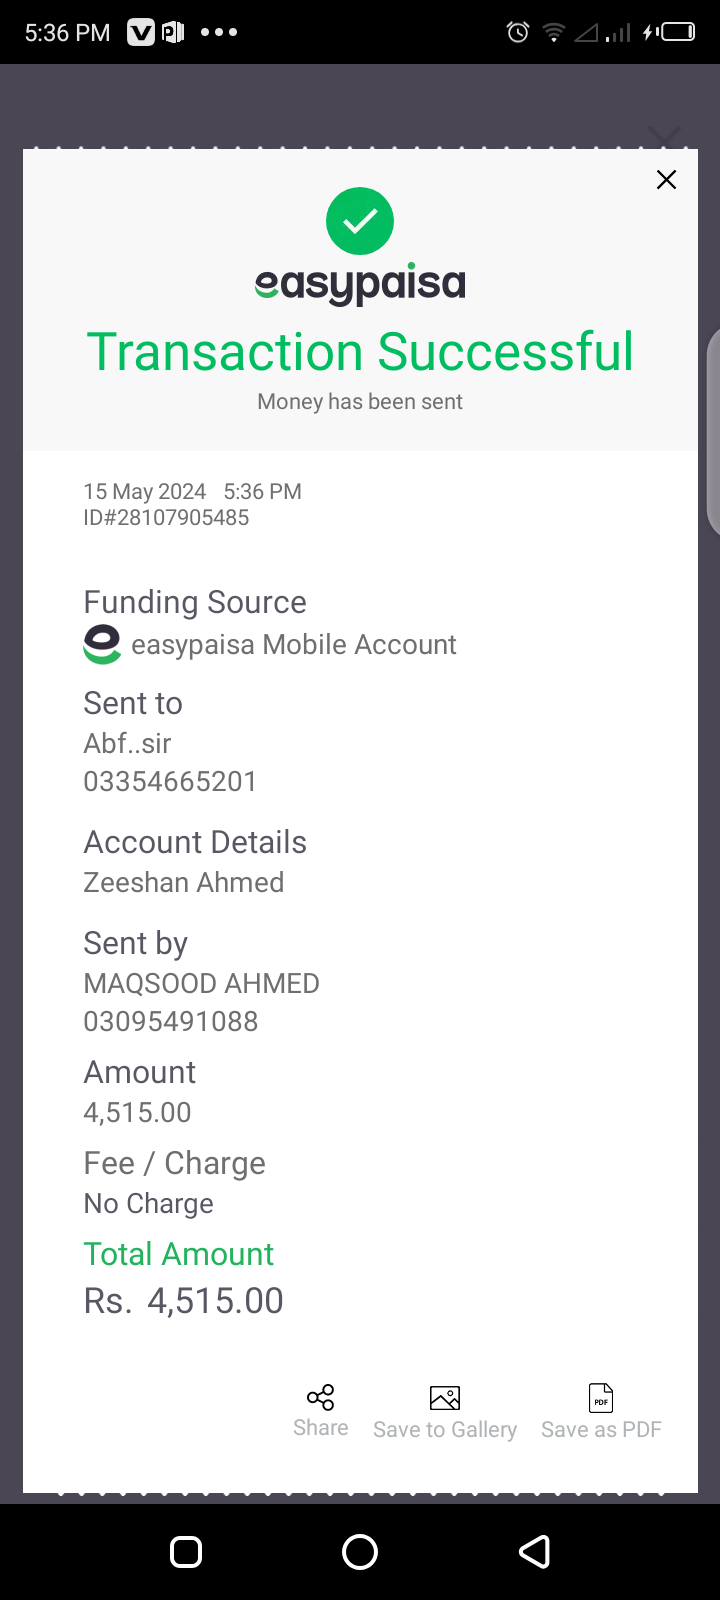 5:36 PM
easypaisa
Transaction Successful
Money has been sent
15 May 2024 5:36 PM
ID#28107905485
Funding Source
easypaisa Mobile Account
Sent to
Abf..sir
03354665201
Account Details
Zeeshan Ahmed
Sent by
MAQSOOD AHMED
03095491088
Amount
4,515.00
Fee / Charge
No Charge
Total Amount
Rs. 4,515.00
PDF
Share Save to Gallery Save as PDF